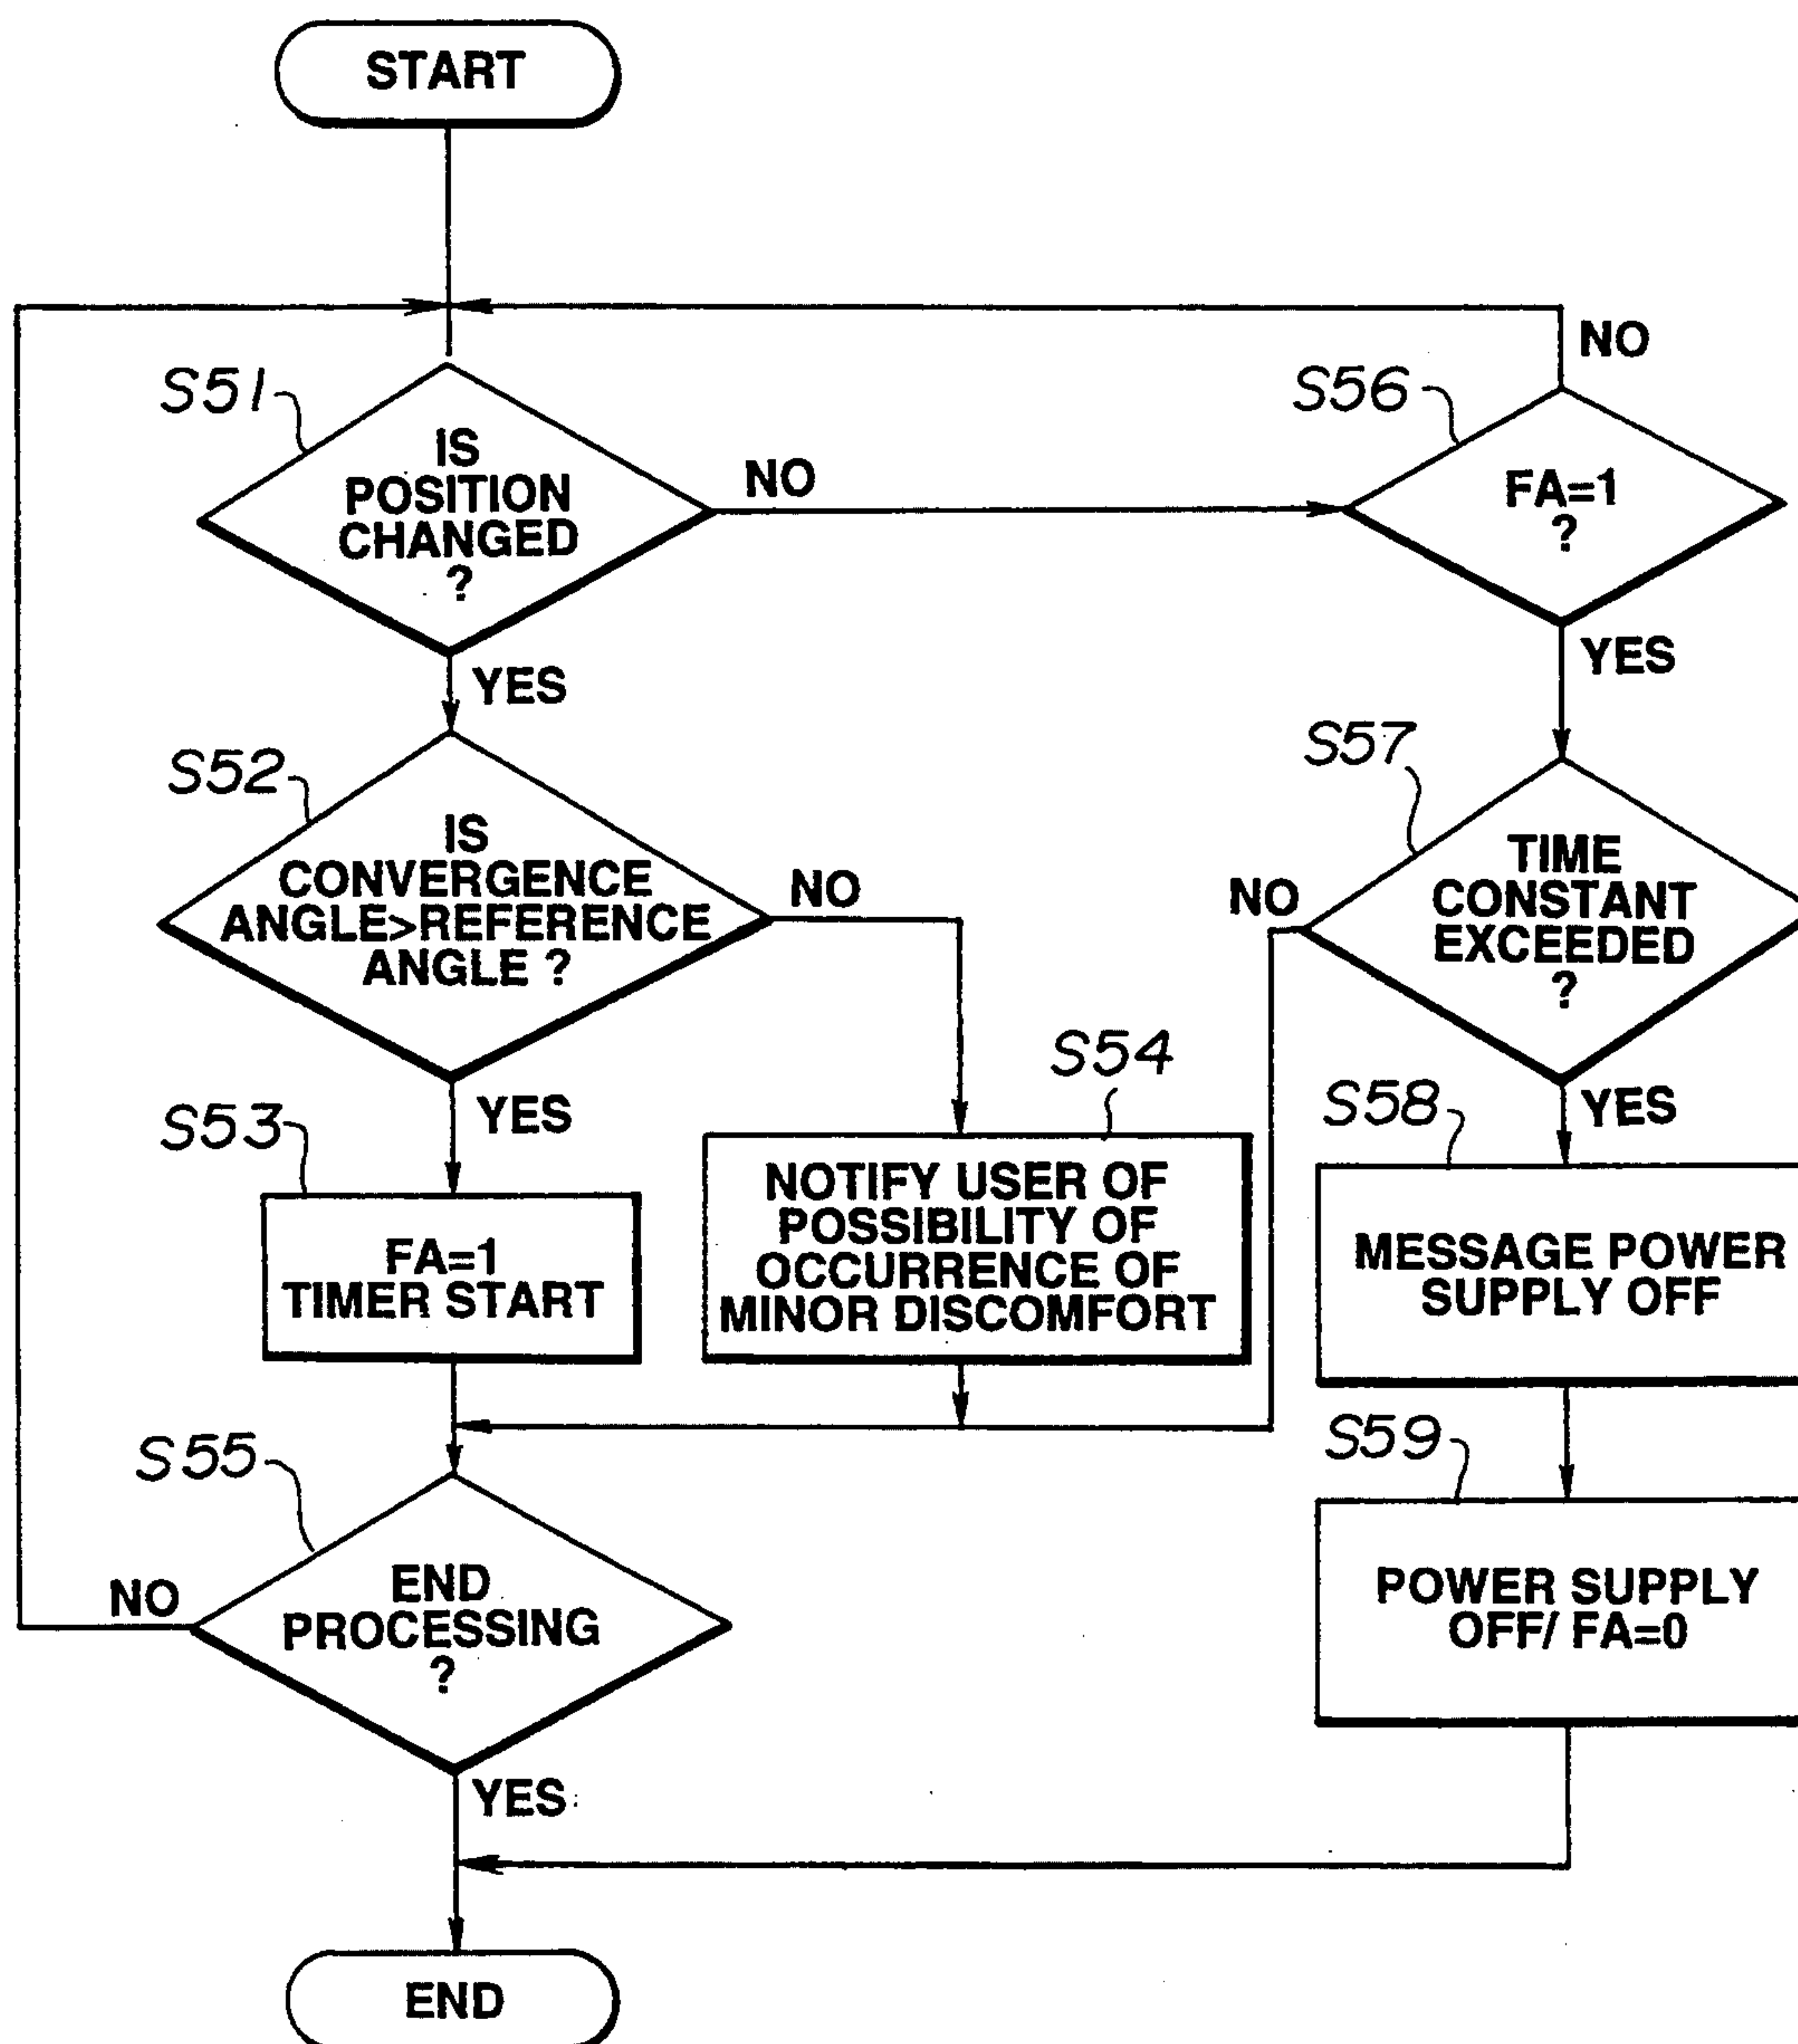 START
NO
S51
IS
POSITION
CHANGED
?
NO
S56
FA=1
?
YES
YES
S52
IS
CONVERGENCE
ANGLE>REFERENCE
ANGLE ?
NO
S57
TIME
CONSTANT
EXCEEDED
?
NO
YES
YES
S53
FA=1
TIMER START
S54
NOTIFY USER OF
POSSIBILITY OF
OCCURRENCE OF
MINOR DISCOMFORT
S58
MESSAGE POWER
SUPPLY OFF
S55
END
PROCESSING
?
NO
YES
S59
POWER SUPPLY
OFF/ FA=0
END